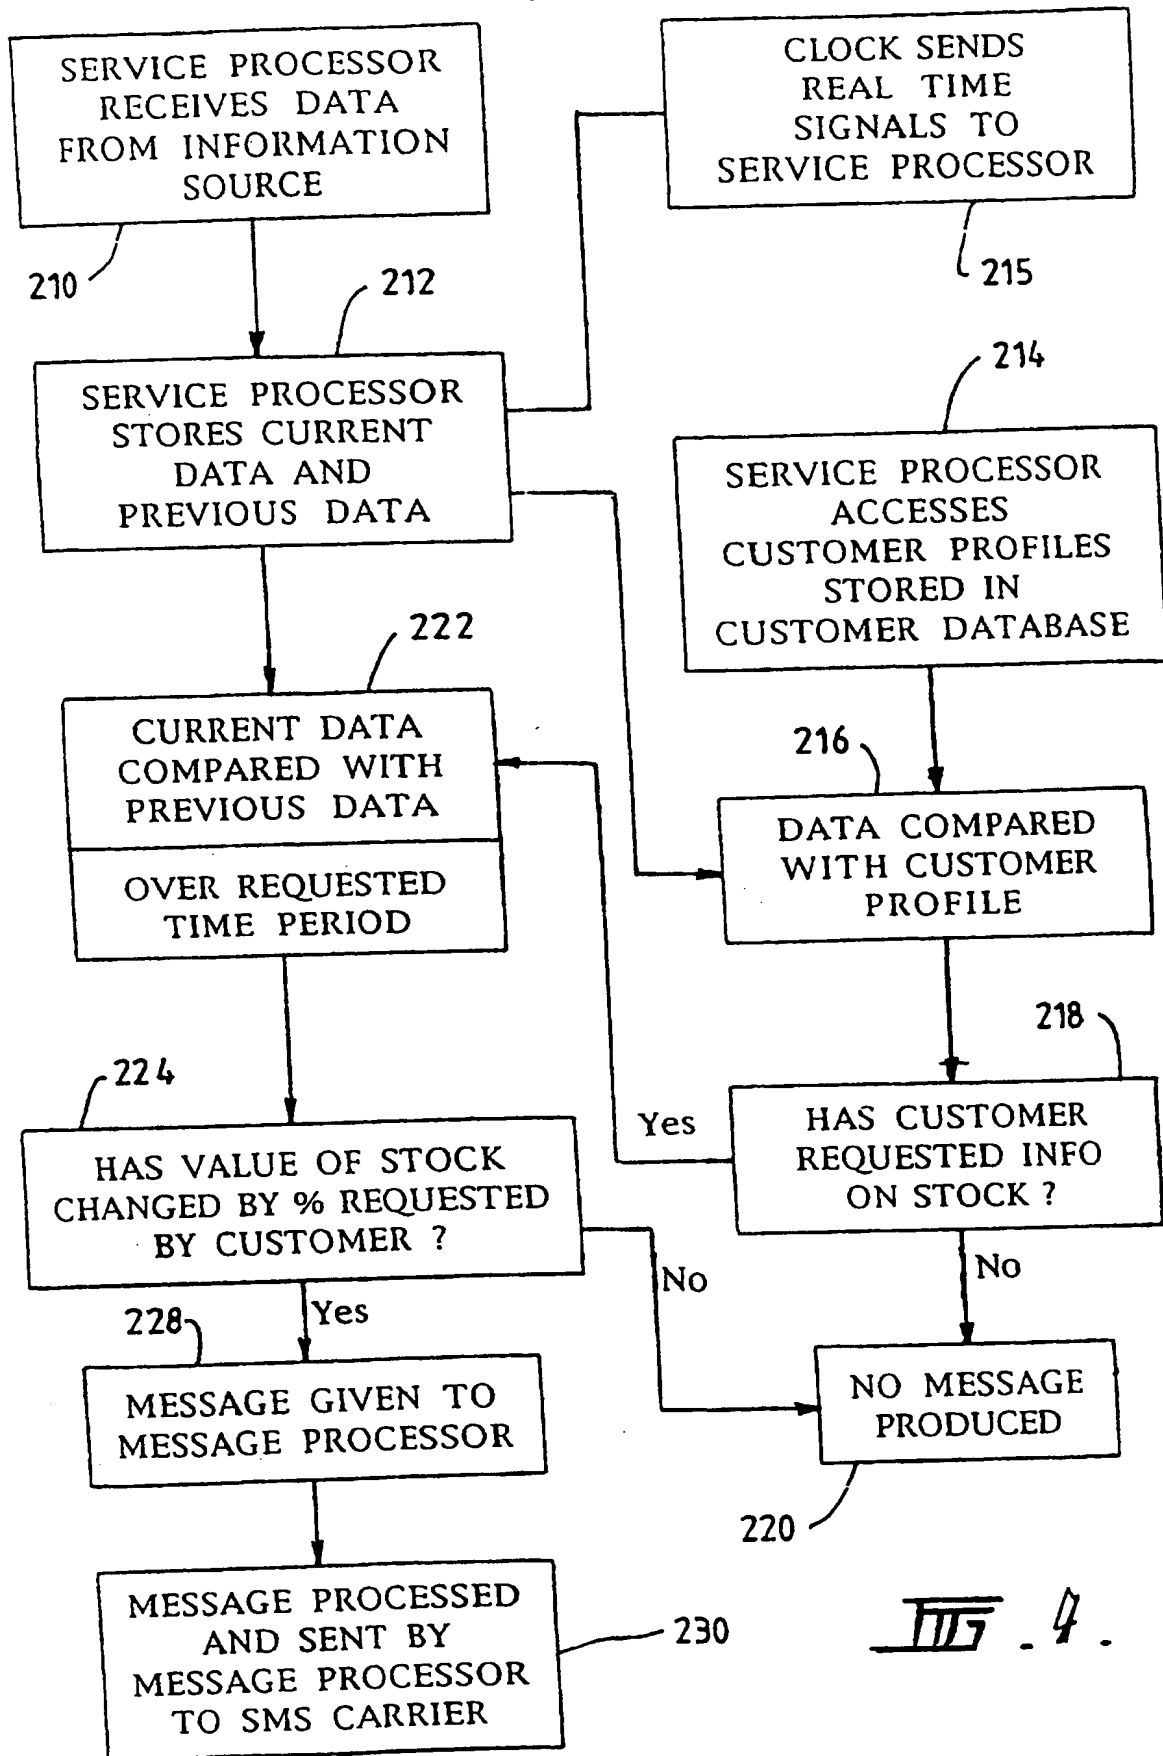 SERVICE PROCESSOR
RECEIVES DATA
FROM INFORMATION
SOURCE
210
CLOCK SENDS
REAL TIME
SIGNALS TO
SERVICE PROCESSOR
215
212
SERVICE PROCESSOR
STORES CURRENT
DATA AND
PREVIOUS DATA
214
SERVICE PROCESSOR
ACCESSES
CUSTOMER PROFILES
STORED IN
CUSTOMER DATABASE
222
CURRENT DATA
COMPARED WITH
PREVIOUS DATA
OVER REQUESTED
TIME PERIOD
216
DATA COMPARED
WITH CUSTOMER
PROFILE
218
HAS CUSTOMER
REQUESTED INFO
ON STOCK ?
Yes
No
224
HAS VALUE OF STOCK
CHANGED BY % REQUESTED
BY CUSTOMER ?
No
Yes
228
MESSAGE GIVEN TO
MESSAGE PROCESSOR
NO MESSAGE
PRODUCED
220
MESSAGE PROCESSED
AND SENT BY
MESSAGE PROCESSOR
TO SMS CARRIER
230
FIG